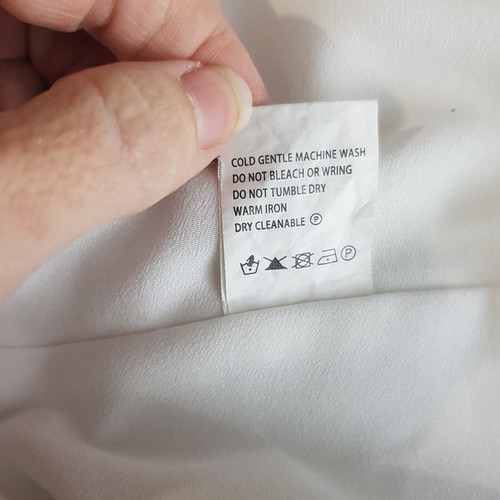 COLD GENTLE MACHINE WASH
DO NOT BLEACH OR WRING
DO NOT TUMBLE DRY
WARM IRON
DRY CLEANABLE Ⓟ
Ⓟ